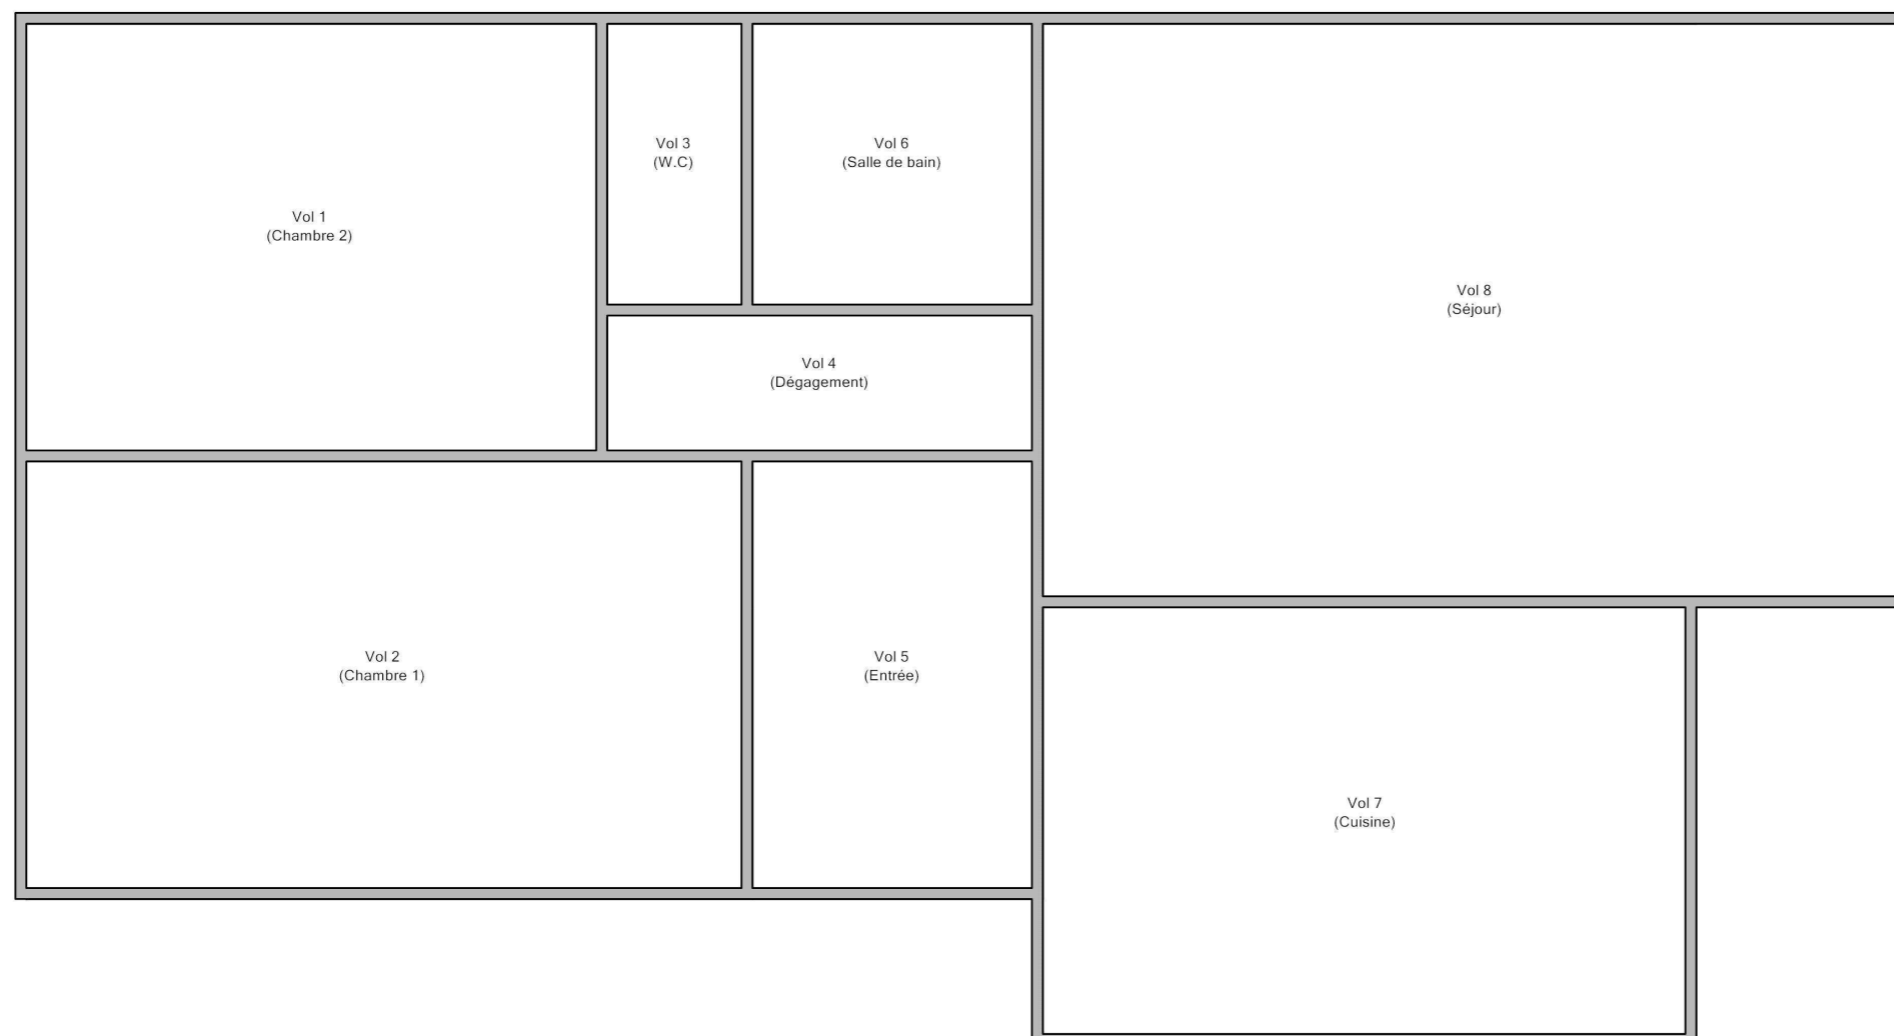 Vol 1
(Chambre 2)
Vol 3
(W.C)
Vol 6
(Salle de bain)
Vol 8
(Séjour)
Vol 4
(Dégagement)
Vol 2
(Chambre 1)
Vol 5
(Entrée)
Vol 7
(Cuisine)